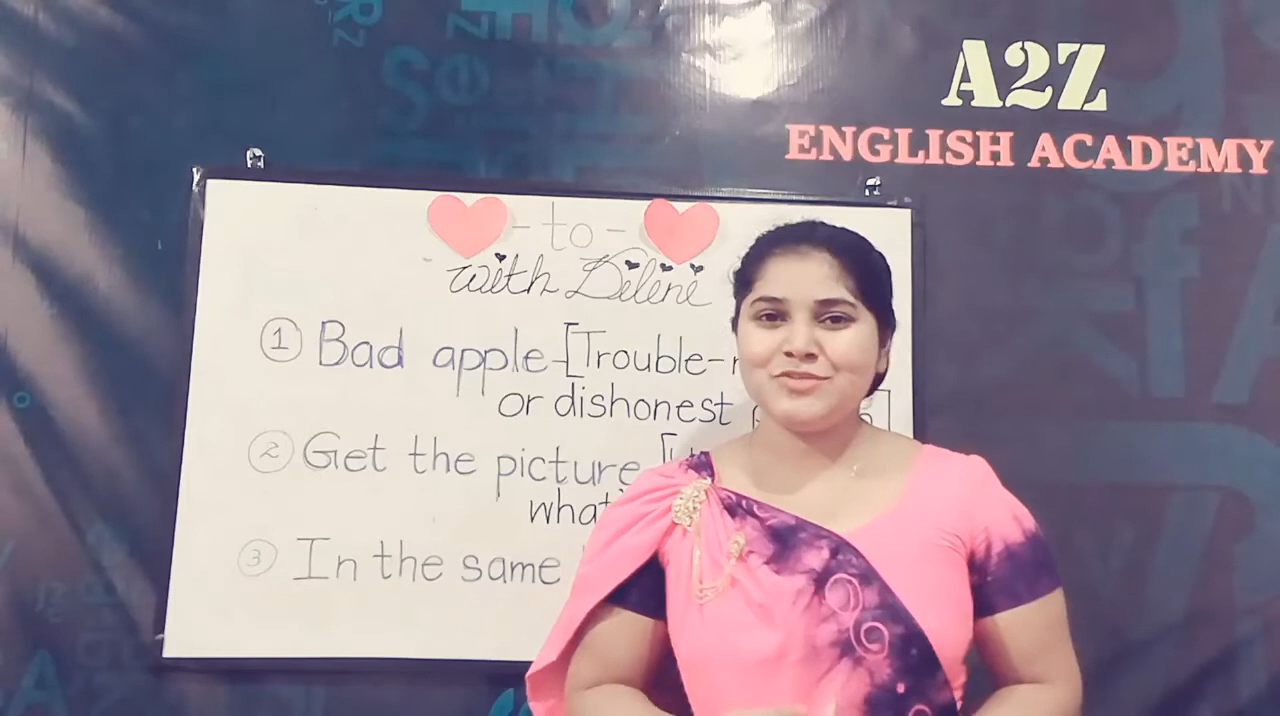 A2Z
ENGLISH ACADEMY
- to -
with Dilini
① Bad apple - [Trouble-
or dishonest
② Get the picture [
what
③ In the same